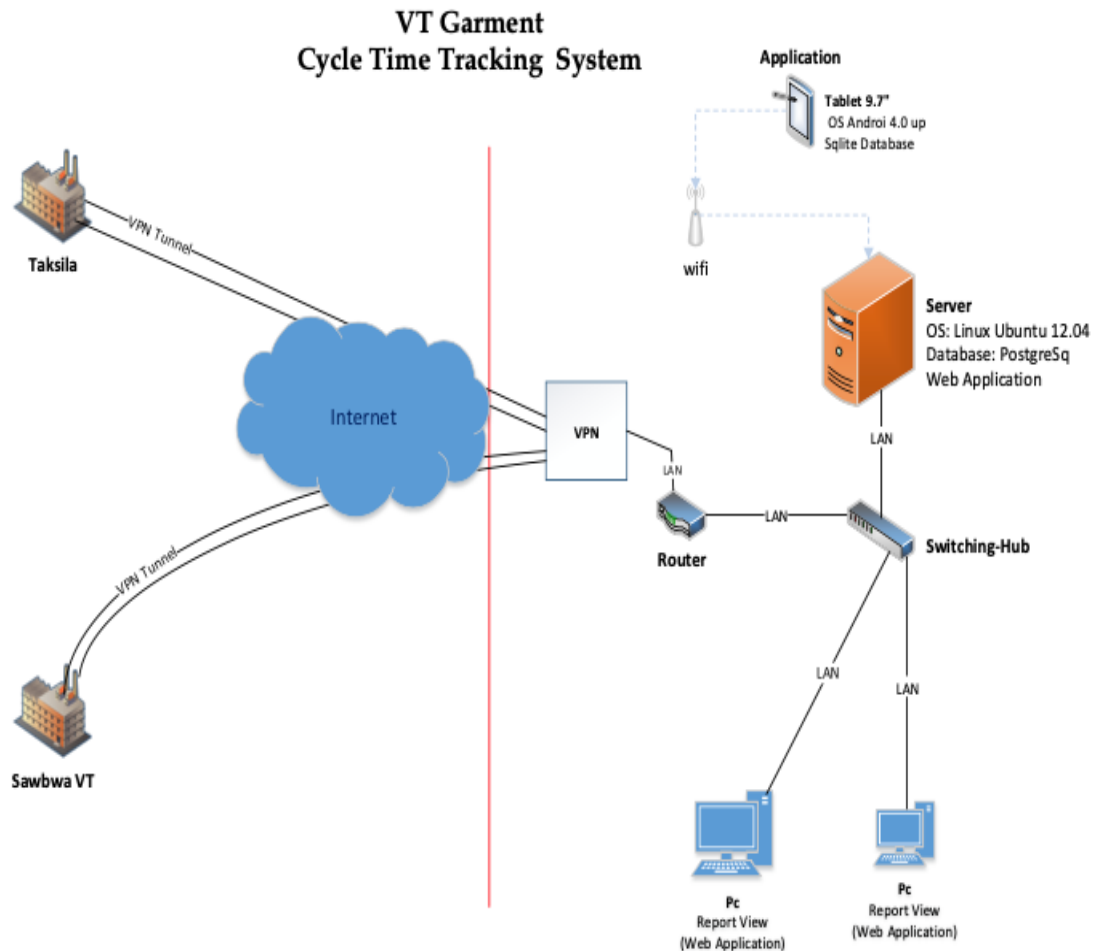 VT Garment
Cycle Time Tracking System
Application
Tablet 9.7"
OS Androi 4.0 up
Sqlite Database
wifi
Server
OS: Linux Ubuntu 12.04
Database: PostgreSq
Web Application
LAN
Taksila
VPN Tunnel
Internet
VPN
LAN
Router
LAN
Switching-Hub
VPN Tunnel
Sawbwa VT
LAN
LAN
Pc
Report View
(Web Application)
Pc
Report View
(Web Application)